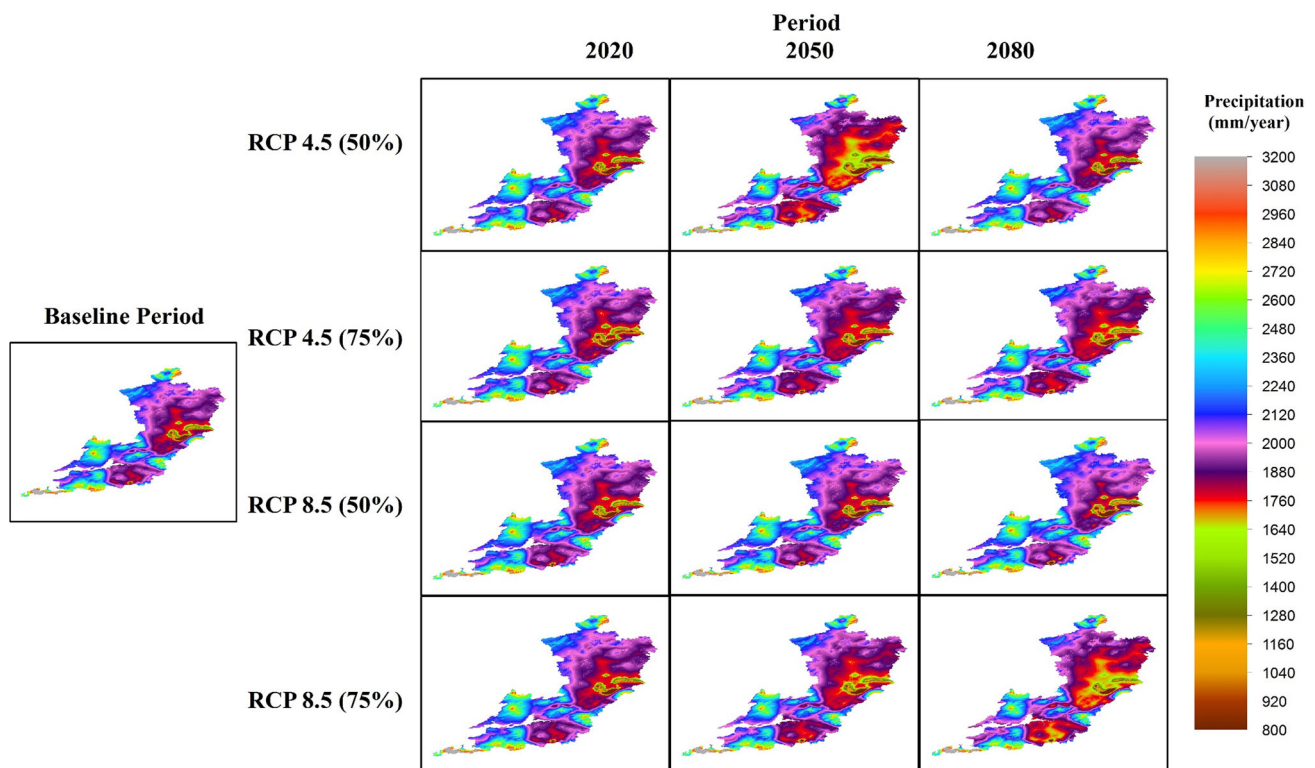 Period
2020 2050 2080
Precipitation
(mm/year)
RCP 4.5 (50%)
RCP 4.5 (75%)
Baseline Period
RCP 8.5 (50%)
RCP 8.5 (75%)
3200
3080
2960
2840
2720
2600
2480
2360
2240
2120
2000
1880
1760
1640
1520
1400
1280
1160
1040
920
800